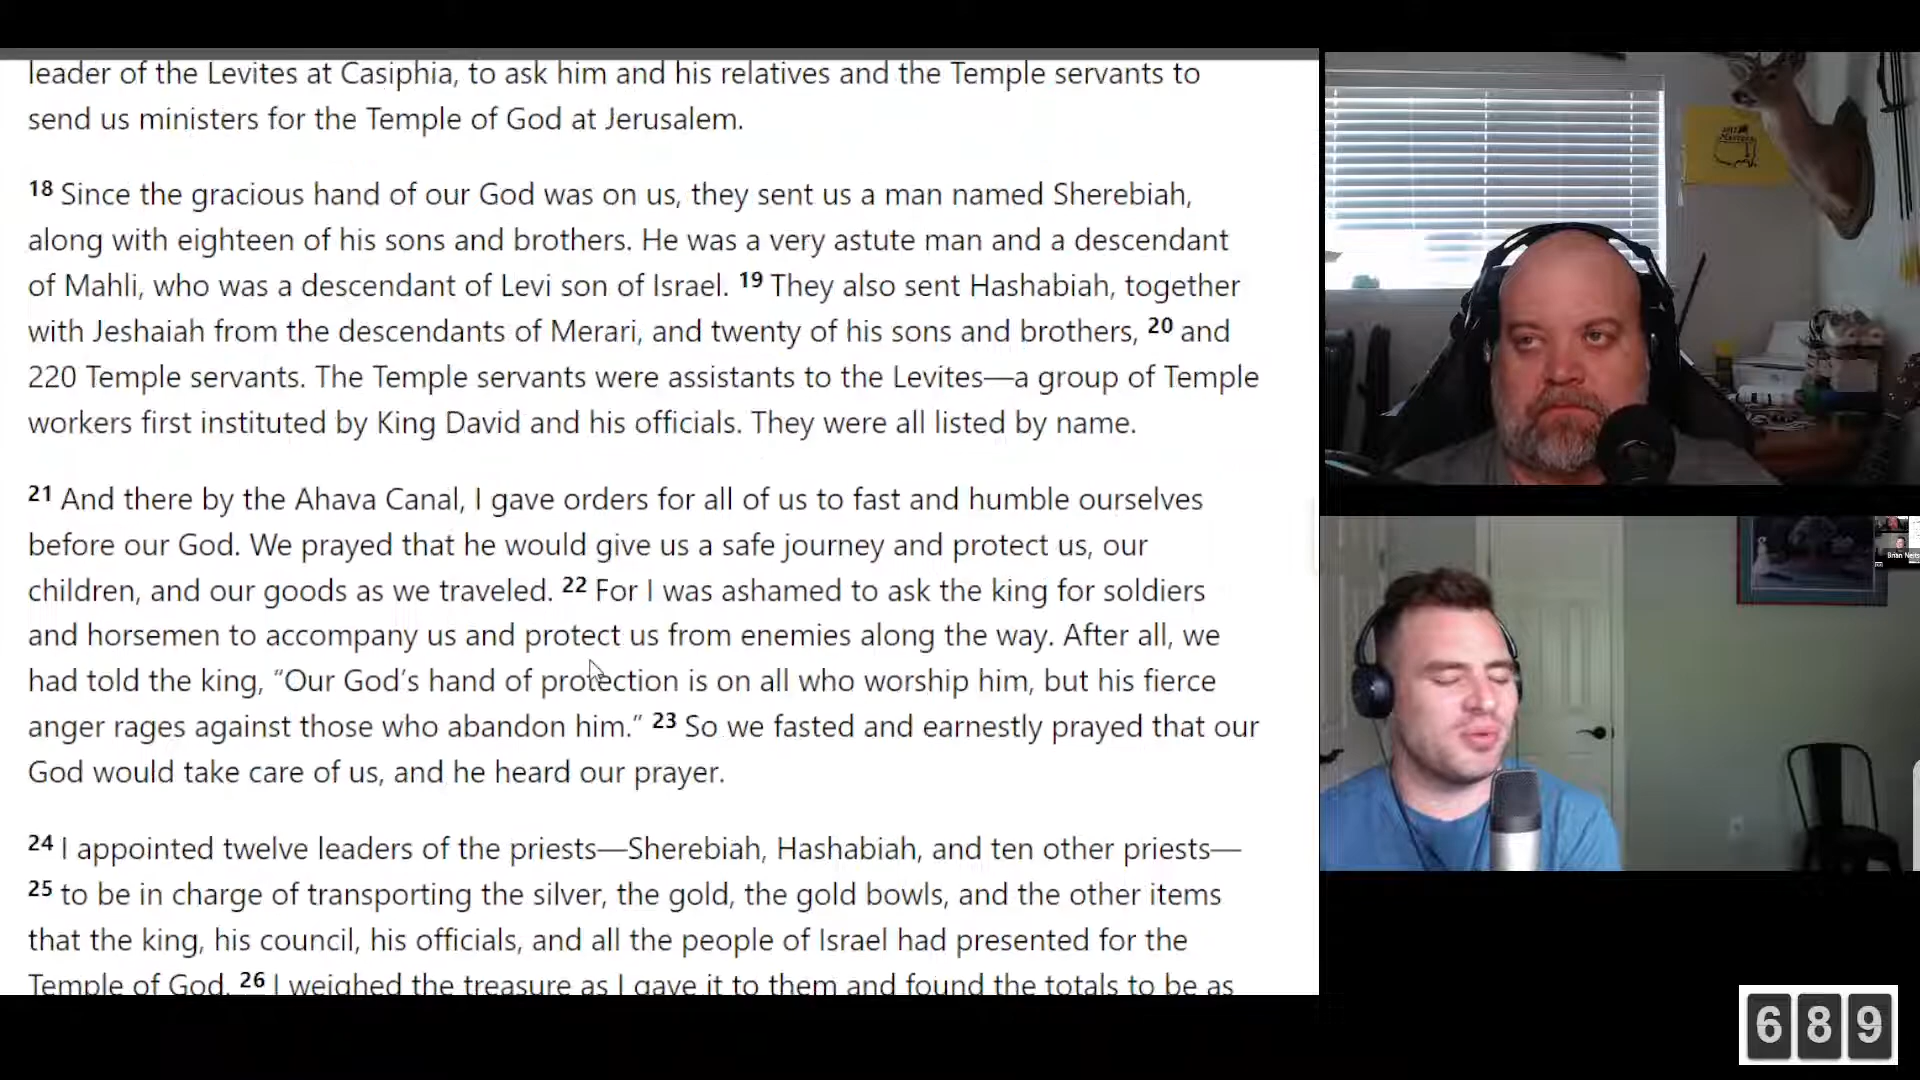 leader of the Levites at Casiphia, to ask him and his relatives and the Temple servants to
send us ministers for the Temple of God at Jerusalem.
18 Since the gracious hand of our God was on us, they sent us a man named Sherebiah,
along with eighteen of his sons and brothers. He was a very astute man and a descendant
of Mahli, who was a descendant of Levi son of Israel. 19 They also sent Hashabiah, together
with Jeshaiah from the descendants of Merari, and twenty of his sons and brothers, 20 and
220 Temple servants. The Temple servants were assistants to the Levites—a group of Temple
workers first instituted by King David and his officials. They were all listed by name.
21 And there by the Ahava Canal, I gave orders for all of us to fast and humble ourselves
before our God. We prayed that he would give us a safe journey and protect us, our
children, and our goods as we traveled. 22 For I was ashamed to ask the king for soldiers
and horsemen to accompany us and protect us from enemies along the way. After all, we
had told the king, “Our God’s hand of protection is on all who worship him, but his fierce
anger rages against those who abandon him.” 23 So we fasted and earnestly prayed that our
God would take care of us, and he heard our prayer.
24 I appointed twelve leaders of the priests—Sherebiah, Hashabiah, and ten other priests—
25 to be in charge of transporting the silver, the gold, the gold bowls, and the other items
that the king, his council, his officials, and all the people of Israel had presented for the
Temple of God. 26 I weighed the treasure as I gave it to them and found the totals to be as
Masters
Brian
689